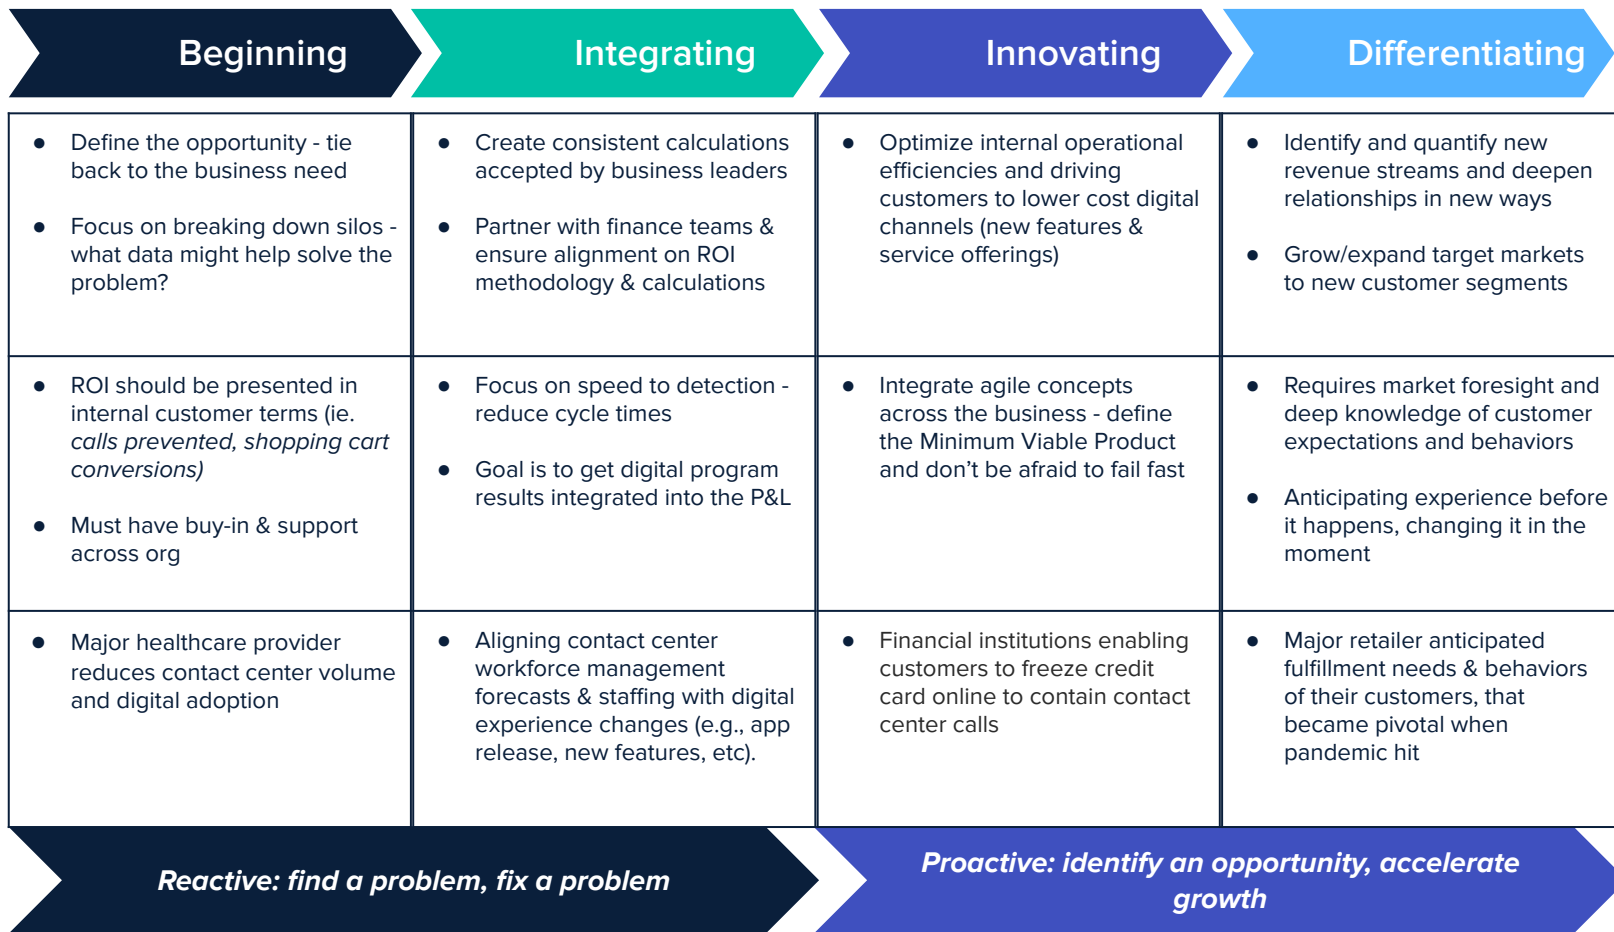 Beginning
Integrating
Innovating
Differentiating
● Define the opportunity - tie
back to the business need
● Focus on breaking down silos -
what data might help solve the
problem?
● Create consistent calculations
accepted by business leaders
● Partner with finance teams &
ensure alignment on ROI
methodology & calculations
● Optimize internal operational
efficiencies and driving
customers to lower cost digital
channels (new features &
service offerings)
● Identify and quantify new
revenue streams and deepen
relationships in new ways
● Grow/expand target markets
to new customer segments
● ROI should be presented in
internal customer terms (ie.
calls prevented, shopping cart
conversions)
● Must have buy-in & support
across org
● Focus on speed to detection -
reduce cycle times
● Goal is to get digital program
results integrated into the P&L
● Integrate agile concepts
across the business - define
the Minimum Viable Product
and don’t be afraid to fail fast
● Requires market foresight and
deep knowledge of customer
expectations and behaviors
● Anticipating experience before
it happens, changing it in the
moment
● Major healthcare provider
reduces contact center volume
and digital adoption
● Aligning contact center
workforce management
forecasts & staffing with digital
experience changes (e.g., app
release, new features, etc).
● Financial institutions enabling
customers to freeze credit
card online to contain contact
center calls
● Major retailer anticipated
fulfillment needs & behaviors
of their customers, that
became pivotal when
pandemic hit
Reactive: find a problem, fix a problem
Proactive: identify an opportunity, accelerate
growth